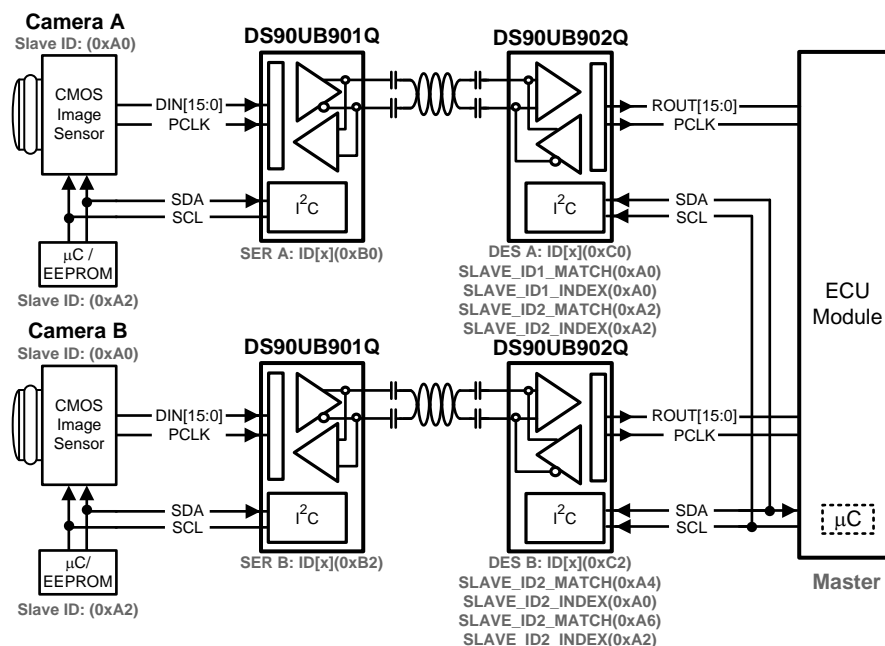 Camera A
Slave ID: (0xA0)
DS90UB901Q
DS90UB902Q
CMOS
Image
Sensor
DIN[15:0]
PCLK
ROUT[15:0]
PCLK
SDA
SCL
I2C
I2C
SDA
SCL
µC /
EEPROM
Slave ID: (0xA2)
SER A: ID[x](0xB0)
DES A: ID[x](0xC0)
SLAVE_ID1_MATCH(0xA0)
SLAVE_ID1_INDEX(0xA0)
SLAVE_ID2_MATCH(0xA2)
SLAVE_ID2_INDEX(0xA2)
ECU
Module
Camera B
Slave ID: (0xA0)
DS90UB901Q
DS90UB902Q
CMOS
Image
Sensor
DIN[15:0]
PCLK
ROUT[15:0]
PCLK
SDA
SCL
I2C
I2C
SDA
SCL
µC
µC/
EEPROM
Slave ID: (0xA2)
SER B: ID[x](0xB2)
DES B: ID[x](0xC2)
SLAVE_ID2_MATCH(0xA4)
SLAVE_ID2_INDEX(0xA0)
SLAVE_ID2_MATCH(0xA6)
SLAVE_ID2_INDEX(0xA2)
Master